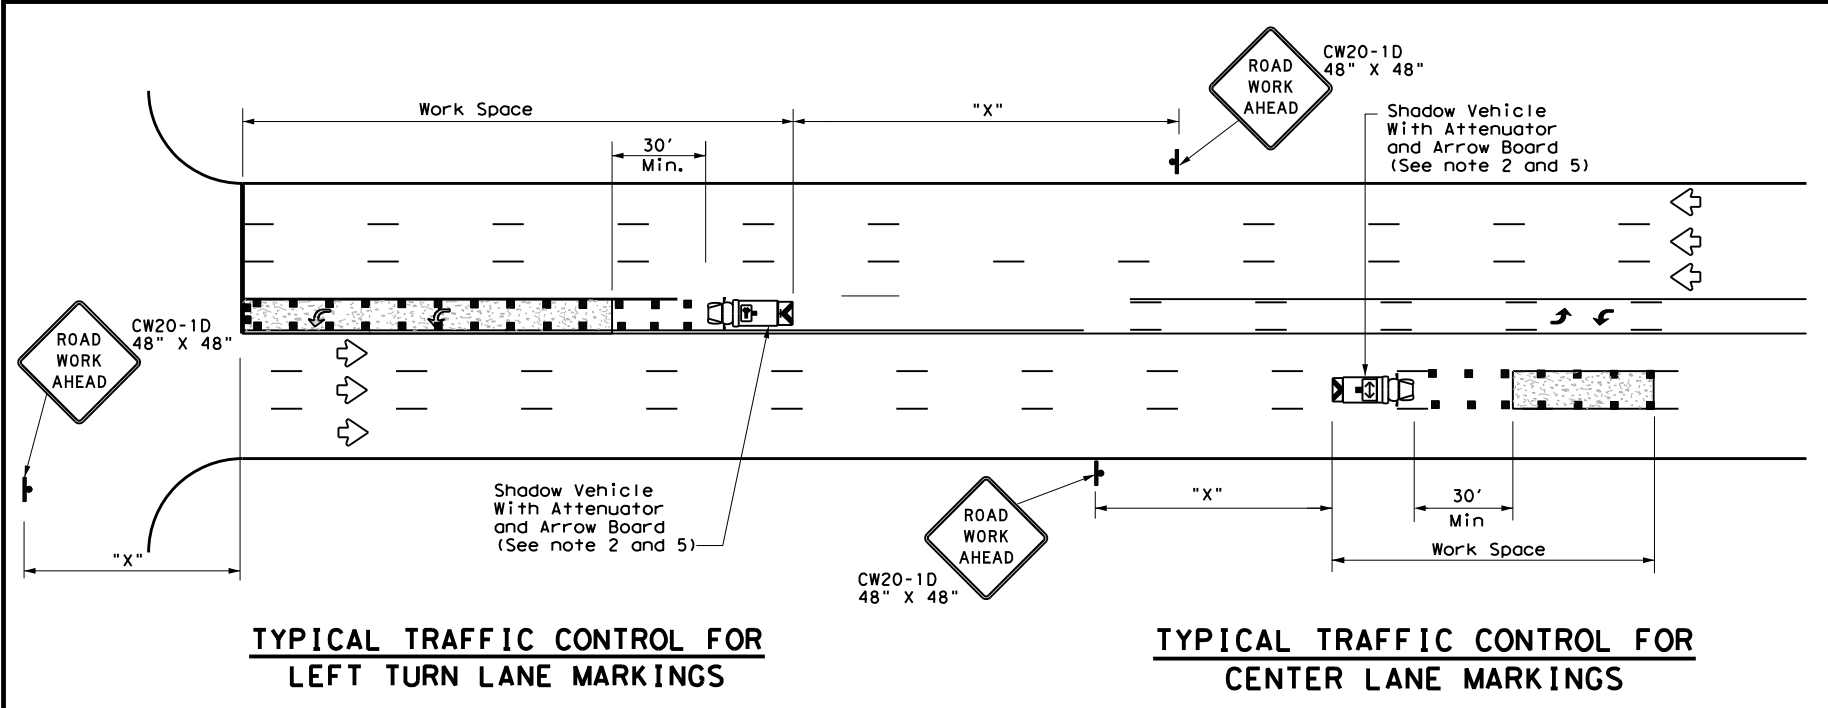 ROAD
WORK
AHEAD
CW20-1D
48" X 48"
Work Space
"X"
30'
Min.
Shadow Vehicle
With Attenuator
and Arrow Board
(See note 2 and 5)
ROAD
WORK
AHEAD
CW20-1D
48" X 48"
"X"
Shadow Vehicle
With Attenuator
and Arrow Board
(See note 2 and 5)
ROAD
WORK
AHEAD
CW20-1D
48" X 48"
"X"
30'
Min
Work Space
TYPICAL TRAFFIC CONTROL FOR
LEFT TURN LANE MARKINGS
TYPICAL TRAFFIC CONTROL FOR
CENTER LANE MARKINGS